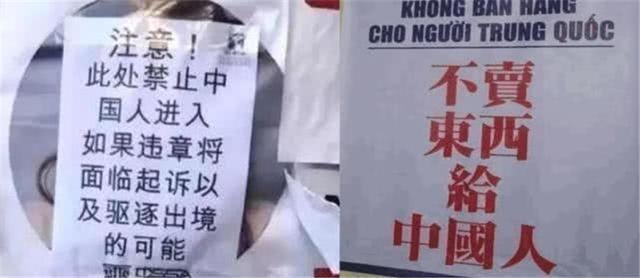 注意！
此处禁止中
国人进入
如果违章将
面临起诉以
及驱逐出境
的可能
KHÔNG BÁN HÀNG
CHO NGƯỜI TRUNG QUỐC
不賣
東西
給
中國人